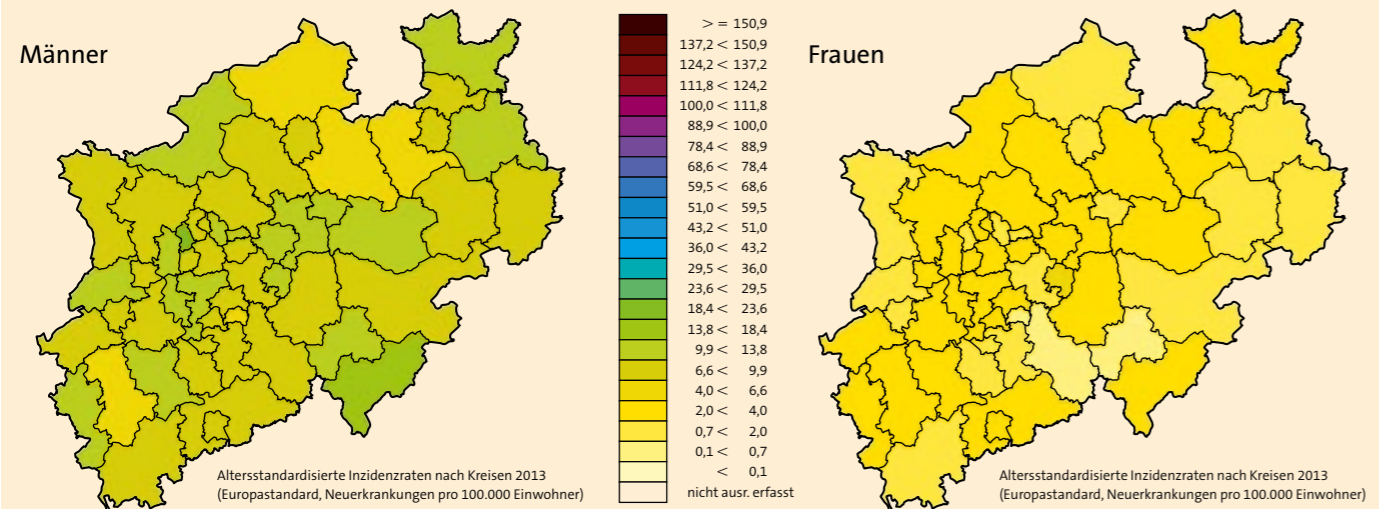 Männer
> = 150,9
137,2 < 150,9
124,2 < 137,2
111,8 < 124,2
100,0 < 111,8
88,9 < 100,0
78,4 < 88,9
68,6 < 78,4
59,5 < 68,6
51,0 < 59,5
43,2 < 51,0
36,0 < 43,2
29,5 < 36,0
23,6 < 29,5
18,4 < 23,6
13,8 < 18,4
9,9 < 13,8
6,6 < 9,9
4,0 < 6,6
2,0 < 4,0
0,7 < 2,0
0,1 < 0,7
< 0,1
nicht ausr. erfasst
Altersstandardisierte Inzidenzraten nach Kreisen 2013
(Europastandard, Neuerkrankungen pro 100.000 Einwohner)
Frauen
Altersstandardisierte Inzidenzraten nach Kreisen 2013
(Europastandard, Neuerkrankungen pro 100.000 Einwohner)